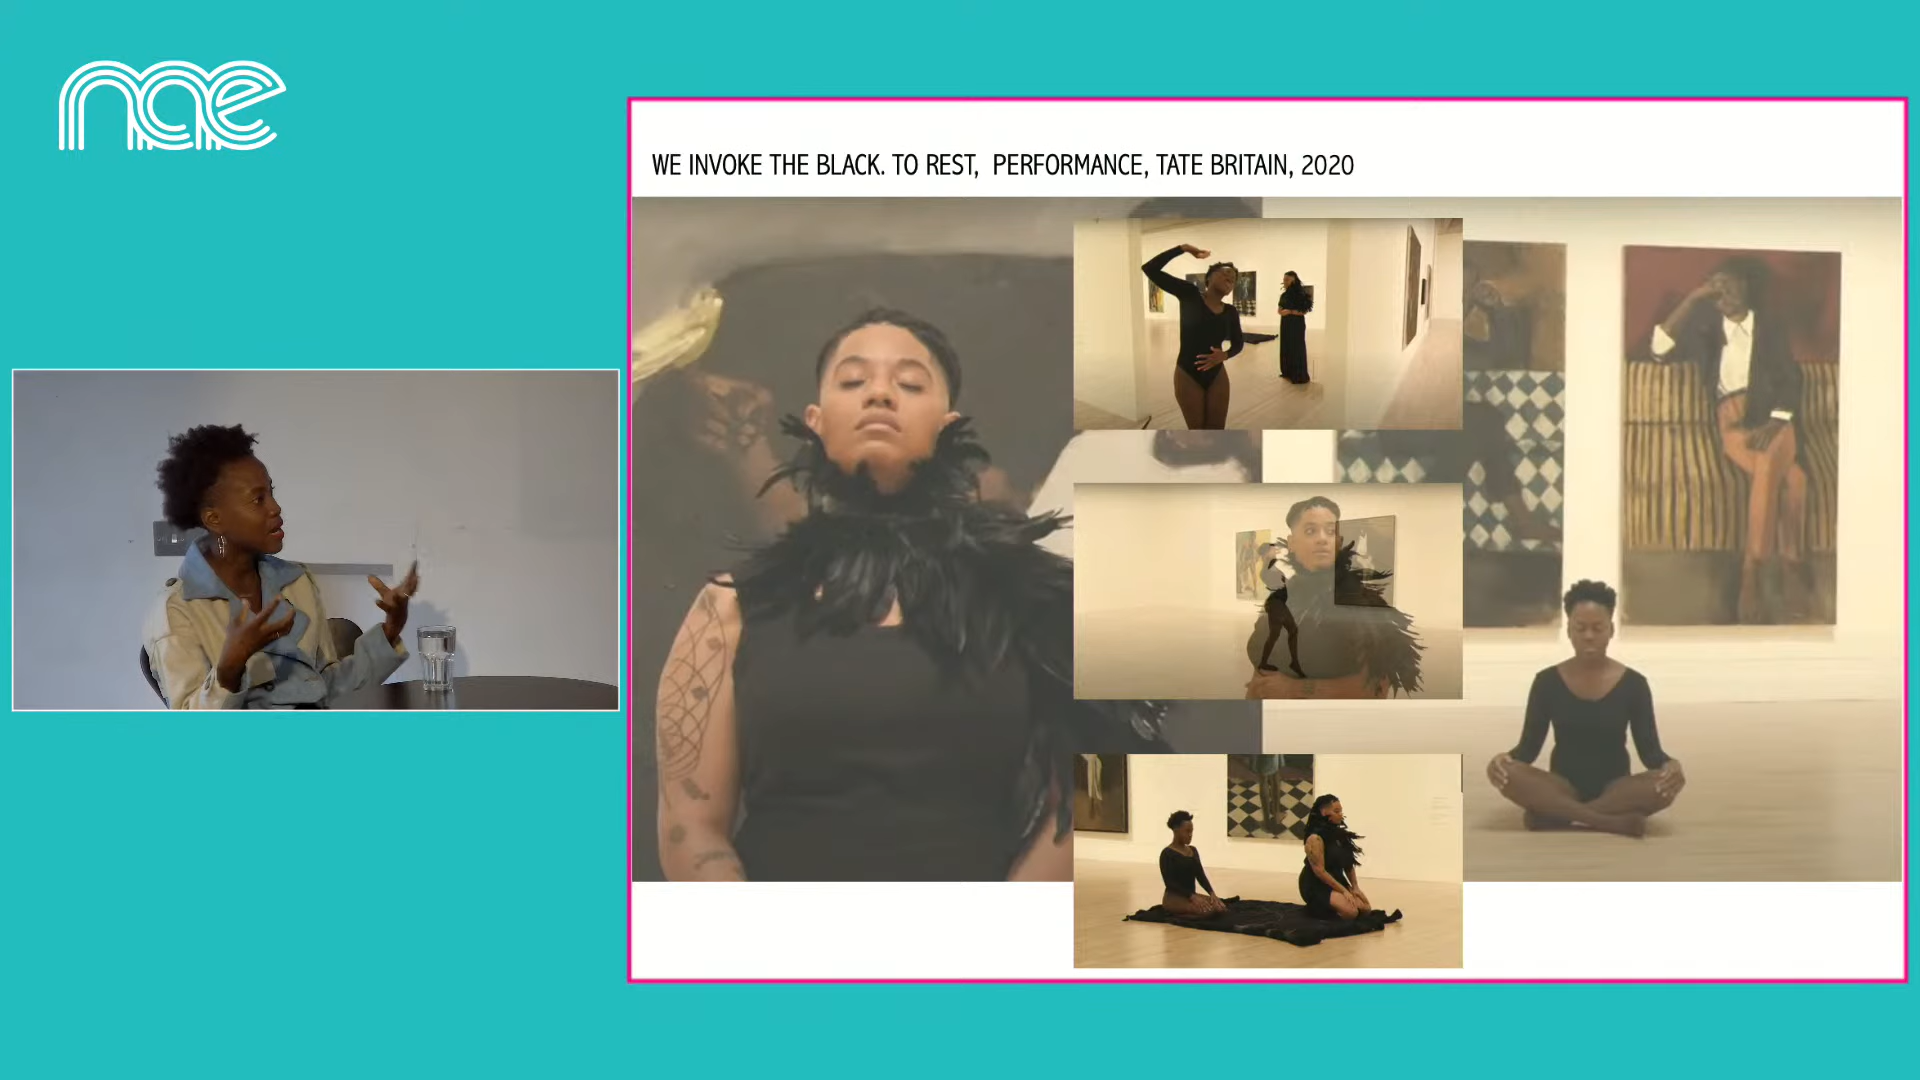 nae
WE INVOKE THE BLACK. TO REST, PERFORMANCE, TATE BRITAIN, 2020